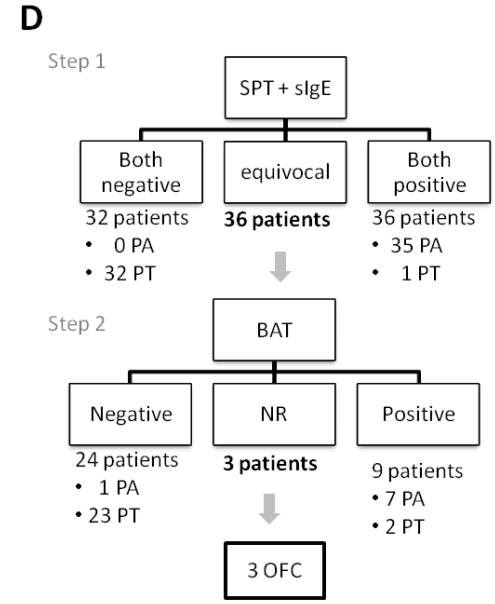 D
Step 1
SPT + sIgE
Both
negative
equivocal
Both
positive
32 patients
• 0 PA
• 32 PT
36 patients
36 patients
• 35 PA
• 1 PT
Step 2
BAT
Negative
NR
Positive
24 patients
• 1 PA
• 23 PT
3 patients
9 patients
• 7 PA
• 2 PT
3 OFC